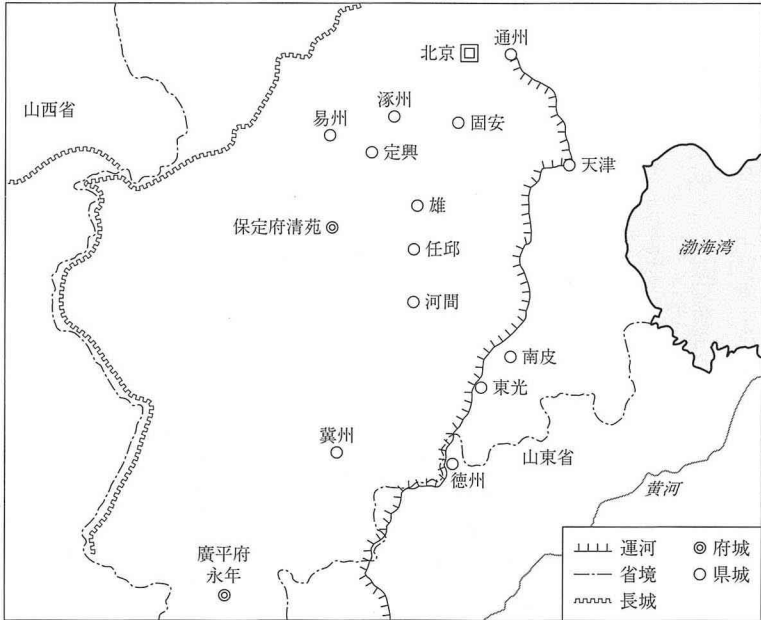 通州
北京
山西省
涿州
固安
易州
定興
天津
雄
保定府清苑
任邱
渤海湾
河間
南皮
東光
冀州
徳州
山東省
黄河
廣平府
永年
運河
府城
省境
県城
長城